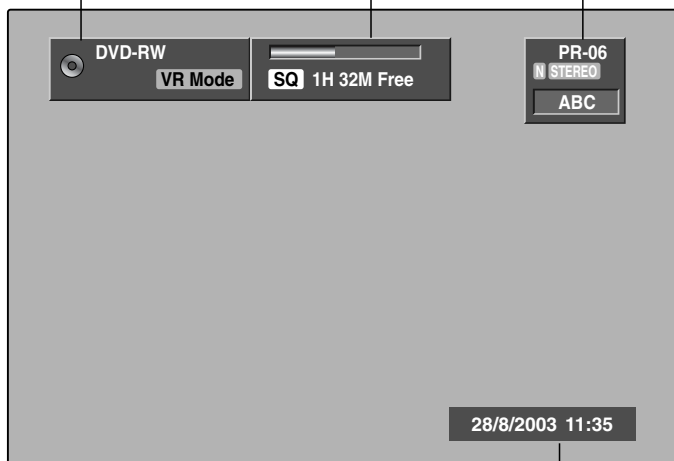 DVD-RW
VR Mode
SQ 1H 32M Free
PR-06
N STEREO
ABC
28/8/2003 11:35